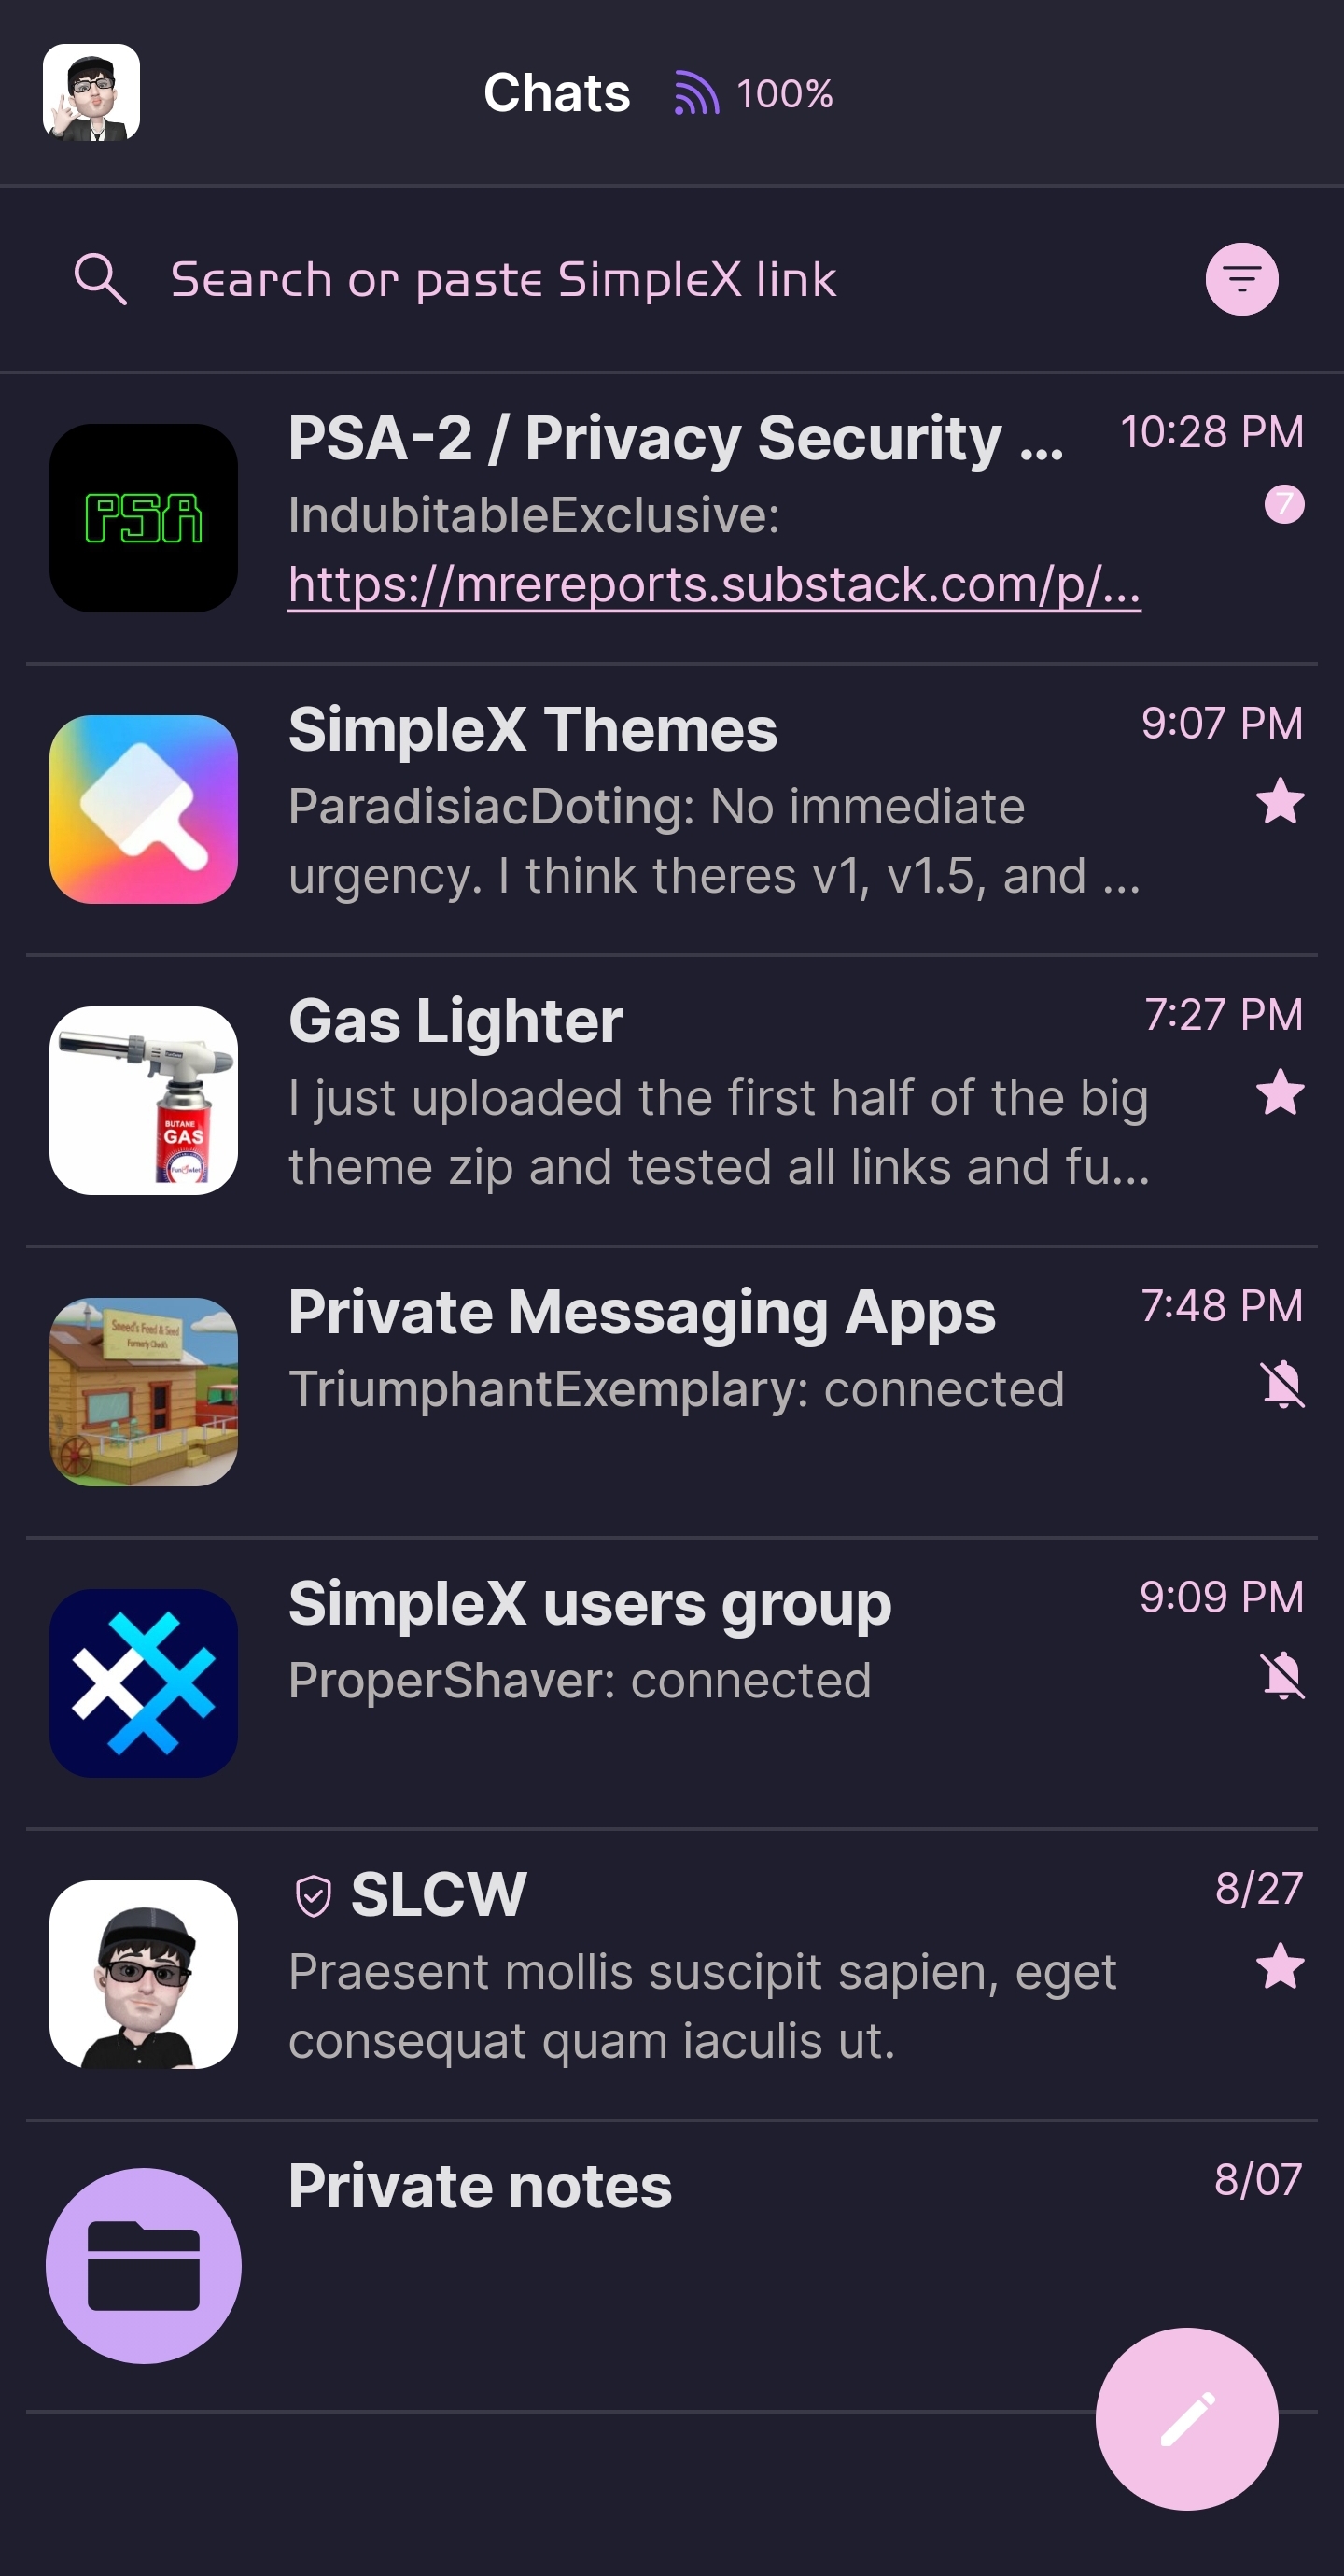 Chats 100%
Search or paste SimpleX link
PSA
PSA-2 / Privacy Security ... 10:28 PM
IndubitableExclusive: 7
https://mrereports.substack.com/p/...
SimpleX Themes 9:07 PM
ParadisiacDoting: No immediate
urgency. I think theres v1, v1.5, and ...
Gas Lighter 7:27 PM
I just uploaded the first half of the big
theme zip and tested all links and fu...
BUTANE
GAS
Private Messaging Apps 7:48 PM
Sneed's Feed & Seed
Formerly Chuck's
TriumphantExemplary: connected
SimpleX users group 9:09 PM
ProperShaver: connected
SLCW 8/27
Praesent mollis suscipit sapien, eget
consequat quam iaculis ut.
Private notes 8/07